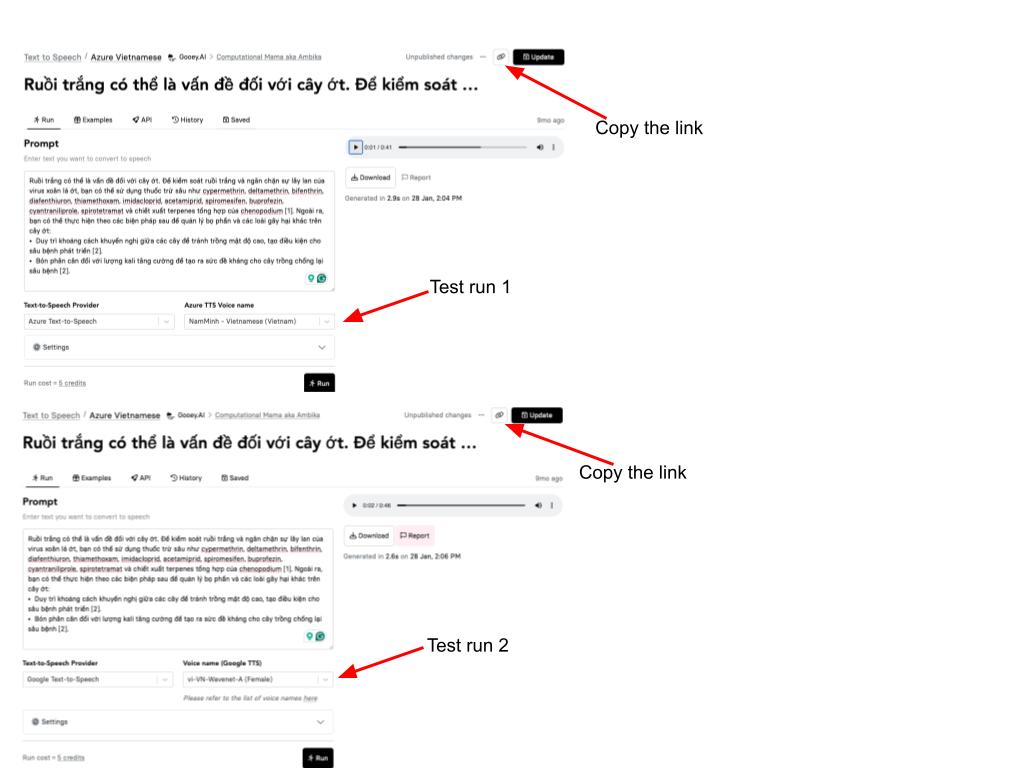 Text to Speech / Azure Vietnamese Gooey.AI > Computational Mama aka Ambika
Unpublished changes ··· Update
Ruồi trắng có thể là vấn đề đối với cây ớt. Để kiểm soát ...
Copy the link
Run Examples API History Saved
9mo ago
Prompt
Enter text you want to convert to speech
0:01 / 0:41
Ruồi trắng có thể là vấn đề đối với cây ớt. Để kiểm soát ruồi trắng và ngăn chặn sự lây lan của
virus xoăn lá ớt, bạn có thể sử dụng thuốc trừ sâu như cypermethrin, deltamethrin, bifenthrin,
diafenthiuron, thiamethoxam, imidacloprid, acetamiprid, spiromesifen, buprofezin,
cyantraniliprole, spirotetramat và chiết xuất terpenes tổng hợp của chenopodium [1]. Ngoài ra,
bạn có thể thực hiện theo các biện pháp sau để quản lý bọ phấn và các loài gây hại khác trên
cây ớt:
• Duy trì khoảng cách khuyến nghị giữa các cây để tránh trồng mật độ cao, tạo điều kiện cho
sâu bệnh phát triển [2].
• Bón phân cân đối với lượng kali tăng cường để tạo ra sức đề kháng cho cây trồng chống lại
sâu bệnh [2].
Download Report
Generated in 2.9s on 28 Jan, 2:04 PM
Test run 1
Text-to-Speech Provider Azure TTS Voice name
Azure Text-to-Speech NamMinh - Vietnamese (Vietnam)
Settings
Run cost = 5 credits Run
Text to Speech / Azure Vietnamese Gooey.AI > Computational Mama aka Ambika
Unpublished changes ··· Update
Ruồi trắng có thể là vấn đề đối với cây ớt. Để kiểm soát ...
Copy the link
Run Examples API History Saved
9mo ago
Prompt
Enter text you want to convert to speech
0:02 / 0:46
Ruồi trắng có thể là vấn đề đối với cây ớt. Để kiểm soát ruồi trắng và ngăn chặn sự lây lan của
virus xoăn lá ớt, bạn có thể sử dụng thuốc trừ sâu như cypermethrin, deltamethrin, bifenthrin,
diafenthiuron, thiamethoxam, imidacloprid, acetamiprid, spiromesifen, buprofezin,
cyantraniliprole, spirotetramat và chiết xuất terpenes tổng hợp của chenopodium [1]. Ngoài ra,
bạn có thể thực hiện theo các biện pháp sau để quản lý bọ phấn và các loài gây hại khác trên
cây ớt:
• Duy trì khoảng cách khuyến nghị giữa các cây để tránh trồng mật độ cao, tạo điều kiện cho
sâu bệnh phát triển [2].
• Bón phân cân đối với lượng kali tăng cường để tạo ra sức đề kháng cho cây trồng chống lại
sâu bệnh [2].
Download Report
Generated in 2.6s on 28 Jan, 2:06 PM
Test run 2
Text-to-Speech Provider Voice name (Google TTS)
Google Text-to-Speech vi-VN-Wavenet-A (Female)
Please refer to the list of voice names here
Settings
Run cost = 5 credits Run